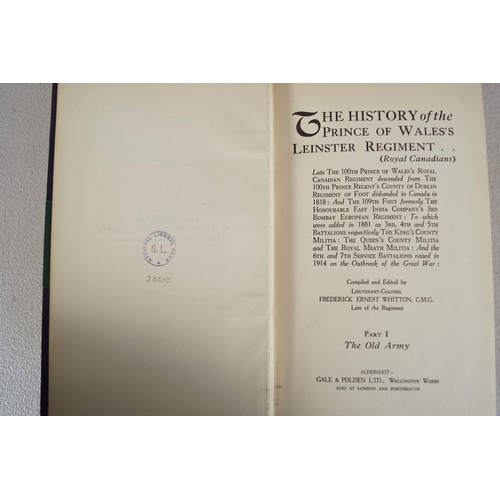 NATIONAL LIBERAL CLUB
G. L.
20510
THE HISTORY of the
PRINCE OF WALES'S
LEINSTER REGIMENT . .
(Royal Canadians)
Late THE 100TH PRINCE OF WALES'S ROYAL
CANADIAN REGIMENT descended from THE
100TH PRINCE REGENT'S COUNTY OF DUBLIN
REGIMENT OF FOOT disbanded in Canada in
1818 : AND THE 109TH FOOT formerly THE
HONOURABLE EAST INDIA COMPANY'S 3RD
BOMBAY EUROPEAN REGIMENT : To which
were added in 1881 as 3RD, 4TH AND 5TH
BATTALIONS respectively THE KING'S COUNTY
MILITIA : THE QUEEN'S COUNTY MILITIA
AND THE ROYAL MEATH MILITIA : AND THE
6TH AND 7TH SERVICE BATTALIONS raised in
1914 on the Outbreak of the Great War :
Compiled and Edited by
LIEUTENANT-COLONEL
FREDERICK ERNEST WHITTON, C.M.G.
Late of the Regiment
PART I
The Old Army
ALDERSHOT :
GALE & POLDEN LTD., WELLINGTON WORKS
ALSO AT LONDON AND PORTSMOUTH